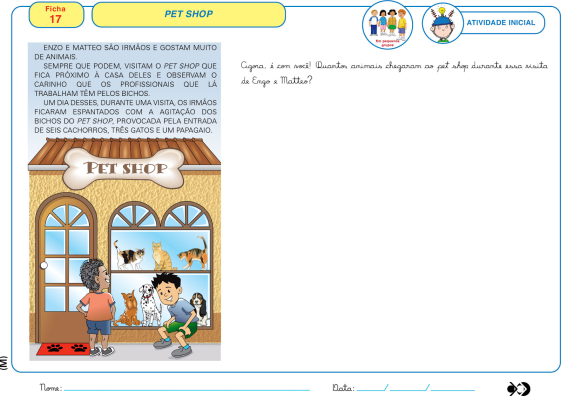 Ficha
17
PET SHOP
Em pequenos
grupos
ATIVIDADE INICIAL
ENZO E MATTEO SÃO IRMÃOS E GOSTAM MUITO
DE ANIMAIS.
SEMPRE QUE PODEM, VISITAM O PET SHOP QUE
FICA PRÓXIMO À CASA DELES E OBSERVAM O
CARINHO QUE OS PROFISSIONAIS QUE LÁ
TRABALHAM TÊM PELOS BICHOS.
UM DIA DESSES, DURANTE UMA VISITA, OS IRMÃOS
FICARAM ESPANTADOS COM A AGITAÇÃO DOS
BICHOS DO PET SHOP, PROVOCADA PELA ENTRADA
DE SEIS CACHORROS, TRÊS GATOS E UM PAPAGAIO.
PET SHOP
Agora, é com você! Quantos animais chegaram ao pet shop durante essa visita
de Enzo e Matteo?
(M)
Nome:
Data: / /